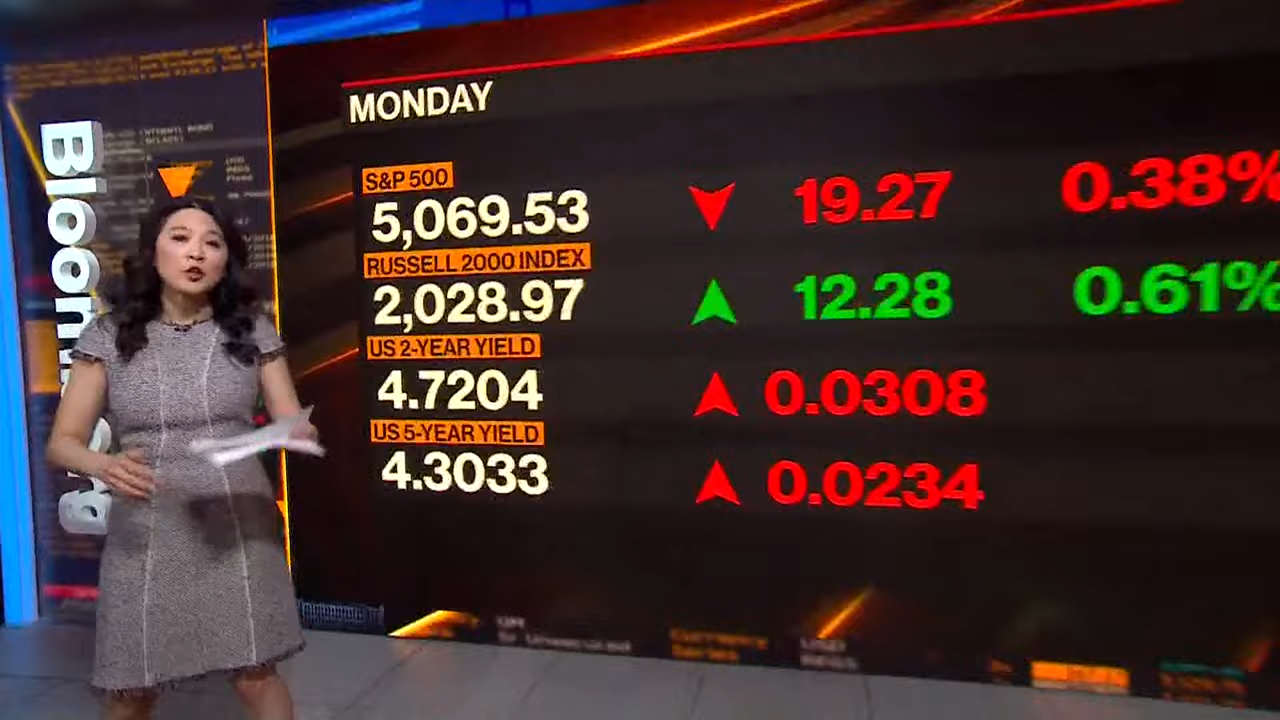 Bloomberg
MONDAY
S&P 500
5,069.53 19.27 0.38%
RUSSELL 2000 INDEX
2,028.97 12.28 0.61%
US 2-YEAR YIELD
4.7204 0.0308
US 5-YEAR YIELD
4.3033 0.0234